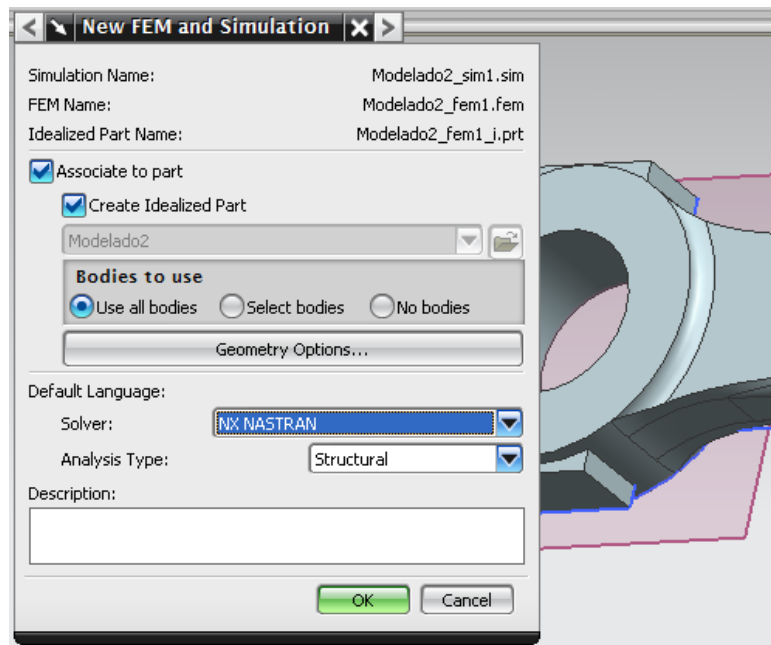 New FEM and Simulation
Simulation Name: Modelado2_sim1.sim
FEM Name: Modelado2_fem1.fem
Idealized Part Name: Modelado2_fem1_i.prt
Associate to part
Create Idealized Part
Modelado2
Bodies to use
Use all bodies Select bodies No bodies
Geometry Options...
Default Language:
Solver: NX NASTRAN
Analysis Type: Structural
Description:
OK Cancel